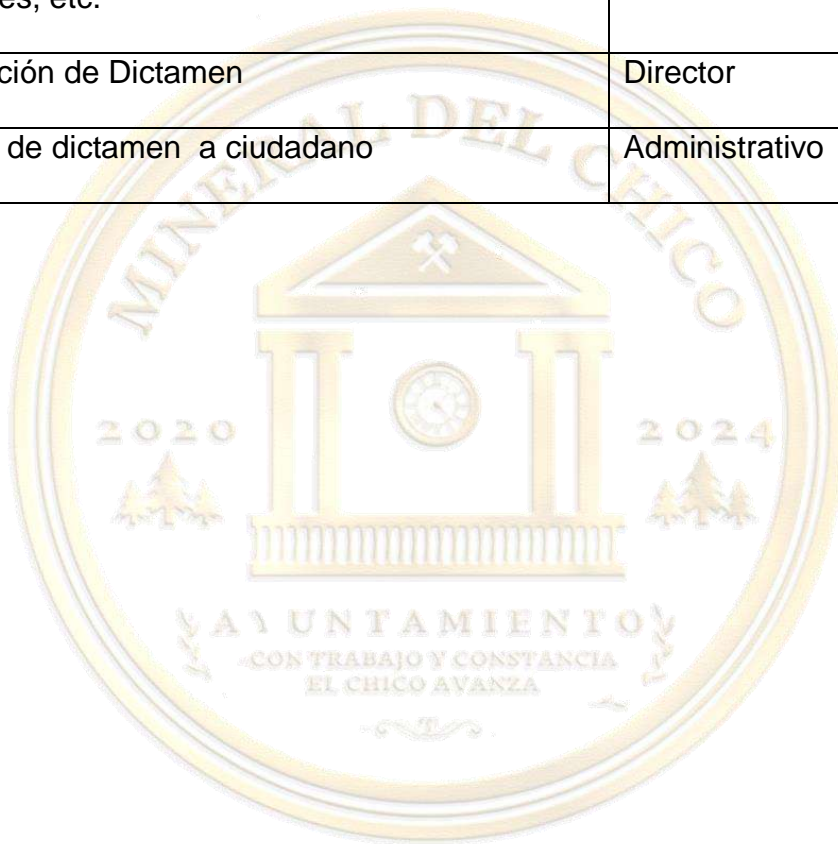 es, etc.
ción de Dictamen Director
de dictamen a ciudadano Administrativo
MINERAL DEL CHICO
2020 2024
AYUNTAMIENTO
CON TRABAJO Y CONSTANCIA
EL CHICO AVANZA